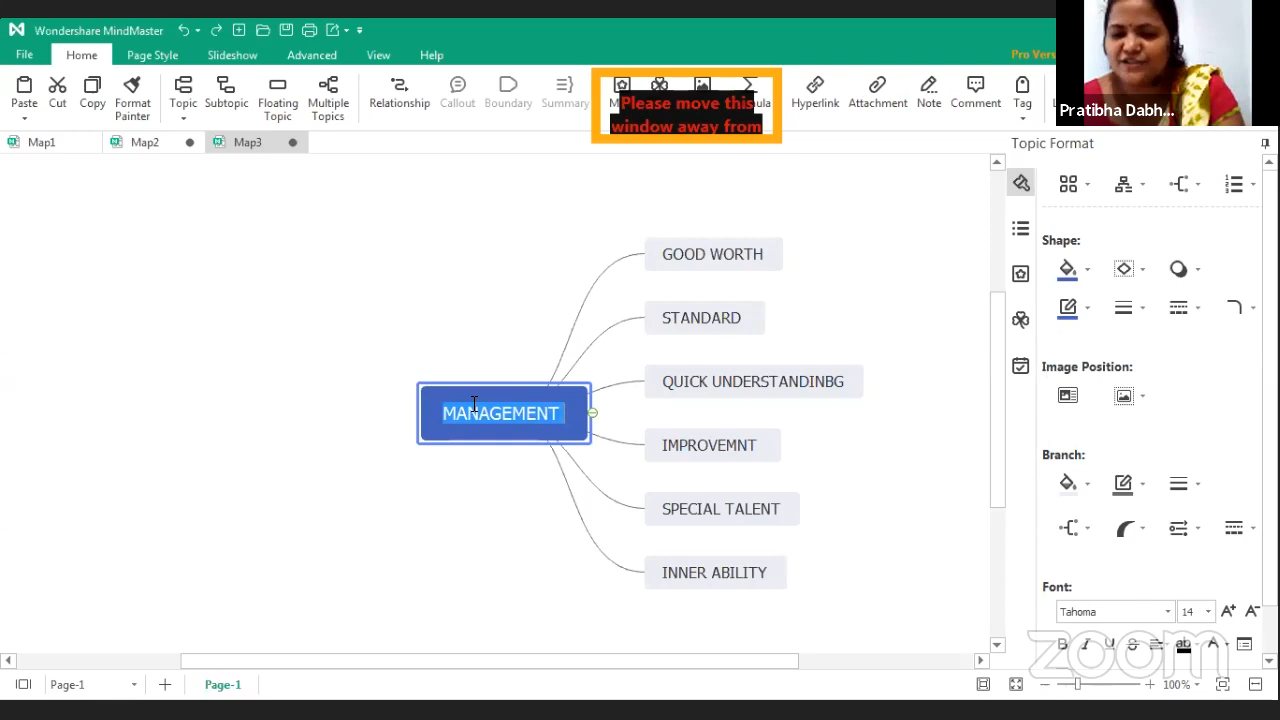 Wondershare MindMaster
File Home Page Style Slideshow Advanced View Help Pro Vers
Paste Cut Copy Format Painter Topic Subtopic Floating Topic Multiple Topics Relationship Callout Boundary Summary Hyperlink Attachment Note Comment Tag
Please move this
window away from
Pratibha Dabh...
Map1 Map2 Map3
Topic Format
GOOD WORTH
STANDARD
QUICK UNDERSTANDINBG
MANAGEMENT
IMPROVEMNT
SPECIAL TALENT
INNER ABILITY
Shape:
Image Position:
Branch:
Font:
Tahoma 14
zoom
Page-1 Page-1 100%